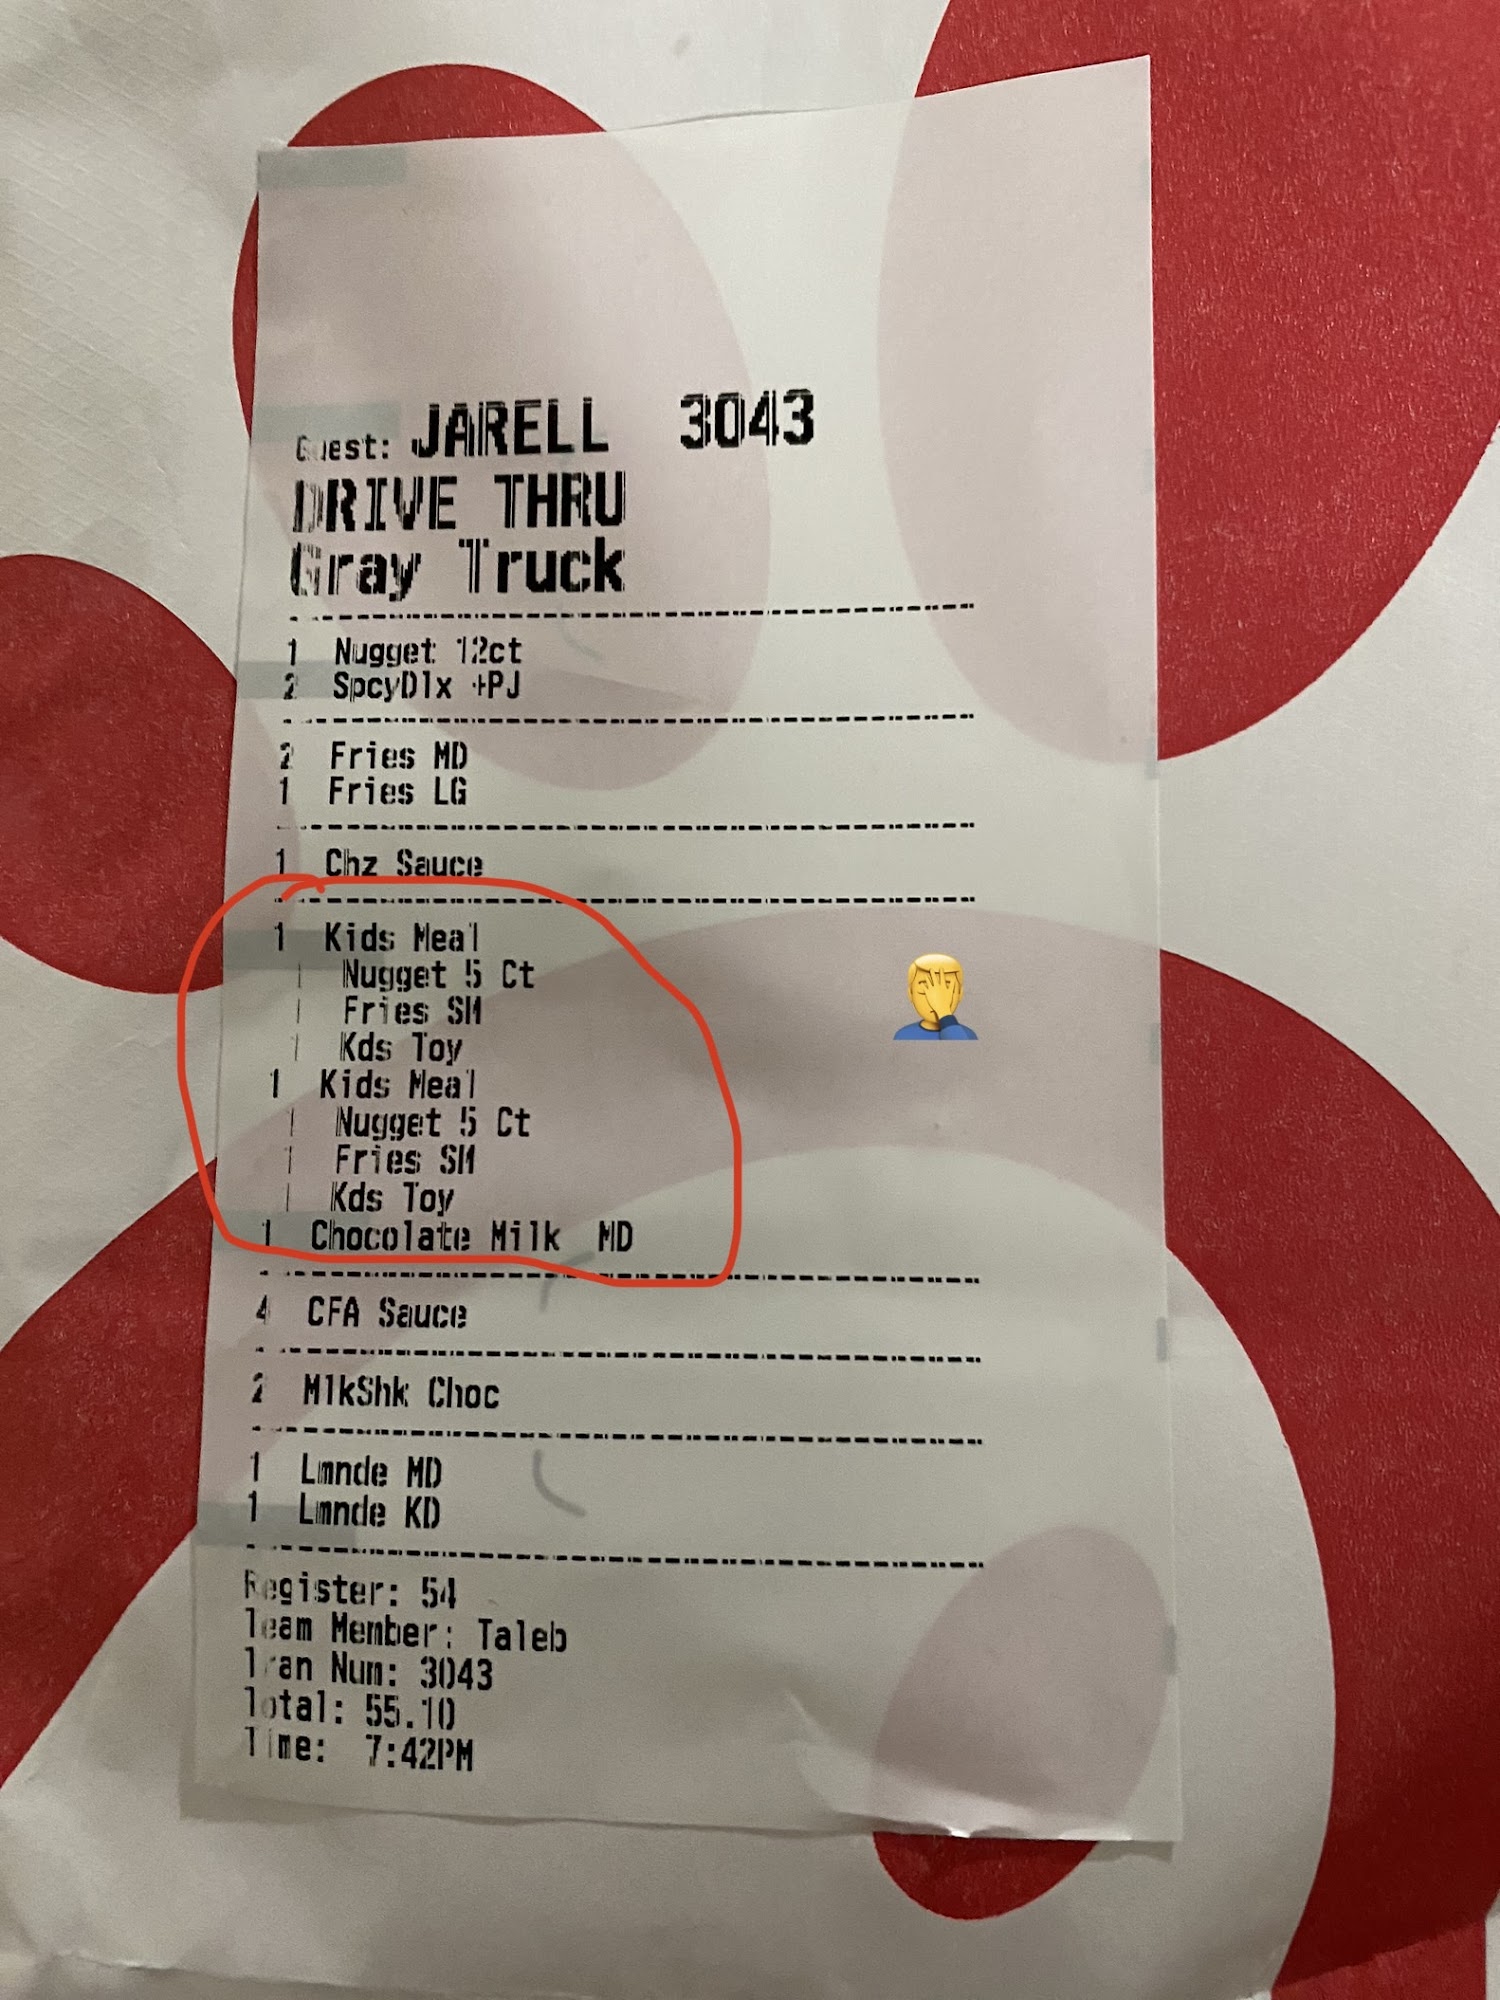 Guest: JARELL 3043
DRIVE THRU
Gray Truck
1 Nugget 12ct
2 SpcyDlx +PJ
2 Fries MD
1 Fries LG
1 Chz Sauce
1 Kids Meal
1 Nugget 5 Ct
1 Fries SM
1 Kds Toy
1 Kids Meal
1 Nugget 5 Ct
1 Fries SM
1 Kds Toy
1 Chocolate Milk MD
4 CFA Sauce
2 MlkShk Choc
1 Lmnde MD
1 Lmnde KD
Register: 54
Team Member: Taleb
Tran Num: 3043
Total: 55.10
Time: 7:42PM